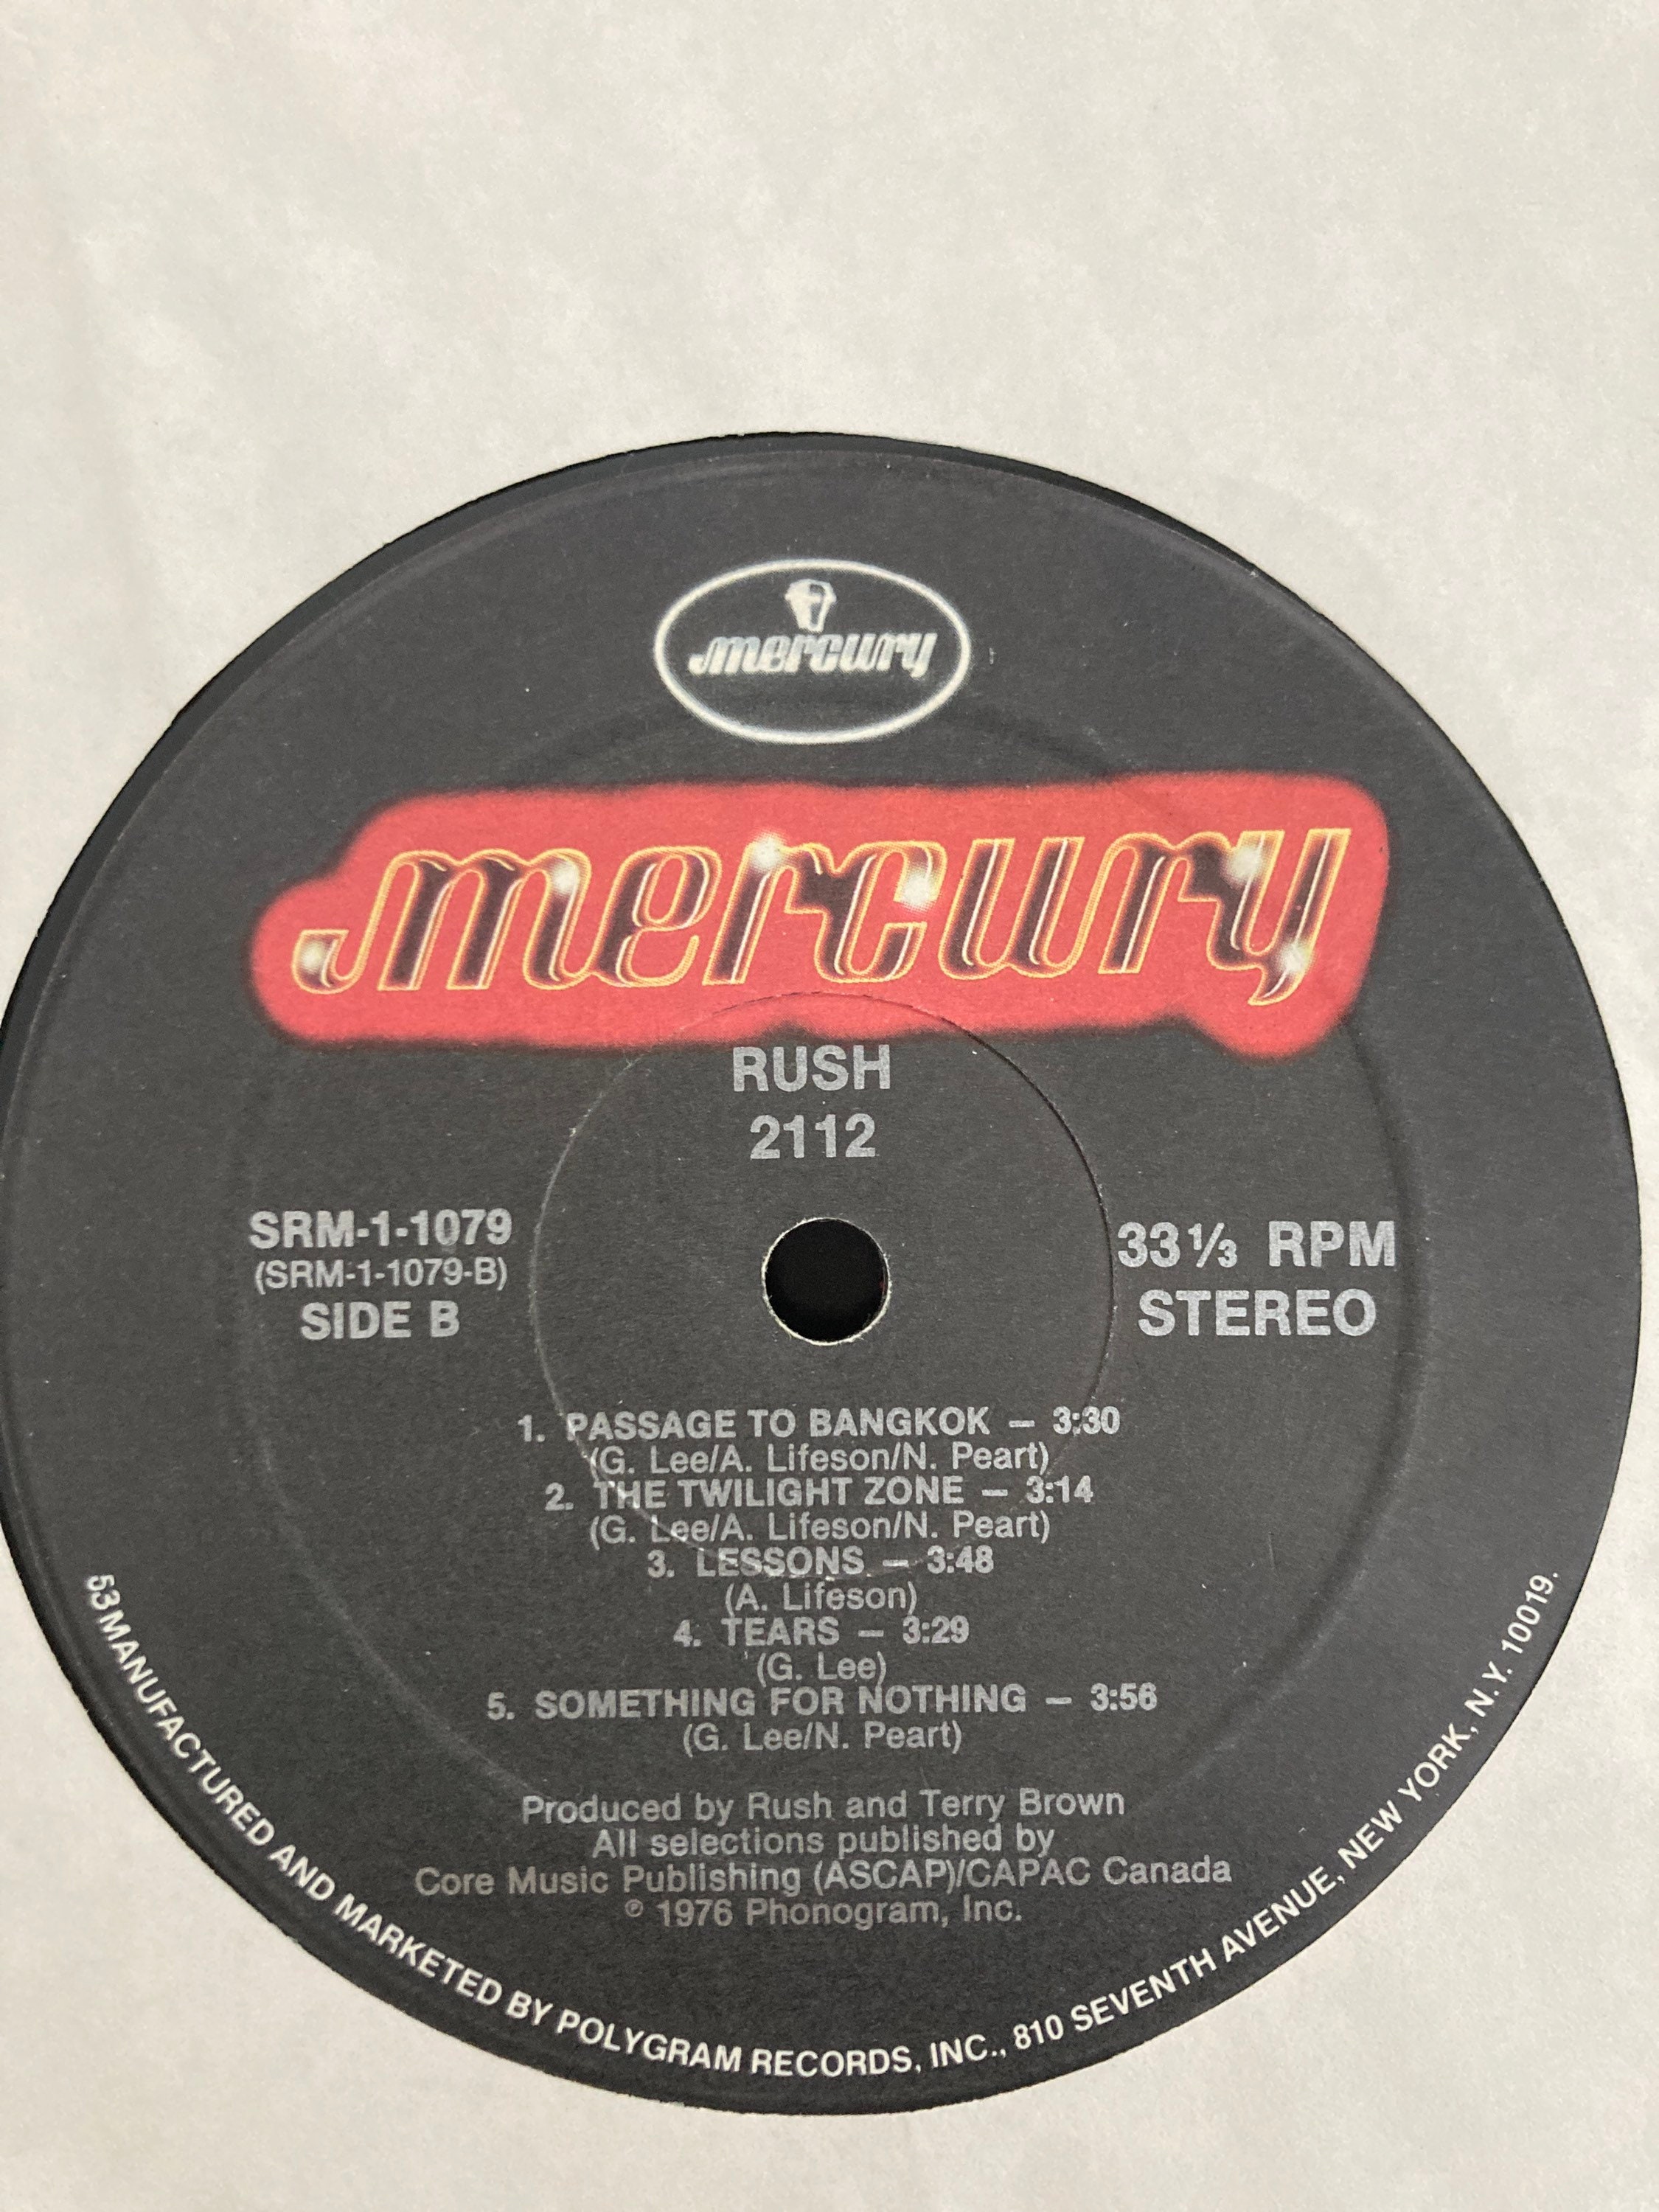 mercury
mercury
RUSH
2112
SRM-1-1079
(SRM-1-1079-B)
SIDE B
33 1/3 RPM
STEREO
1. PASSAGE TO BANGKOK — 3:30
(G. Lee/A. Lifeson/N. Peart)
2. THE TWILIGHT ZONE — 3:14
(G. Lee/A. Lifeson/N. Peart)
3. LESSONS — 3:48
(A. Lifeson)
4. TEARS — 3:29
(G. Lee)
5. SOMETHING FOR NOTHING — 3:56
(G. Lee/N. Peart)
Produced by Rush and Terry Brown
All selections published by
Core Music Publishing (ASCAP)/CAPAC Canada
℗ 1976 Phonogram, Inc.
53 MANUFACTURED AND MARKETED BY POLYGRAM RECORDS, INC., 810 SEVENTH AVENUE, NEW YORK, N.Y. 10019.